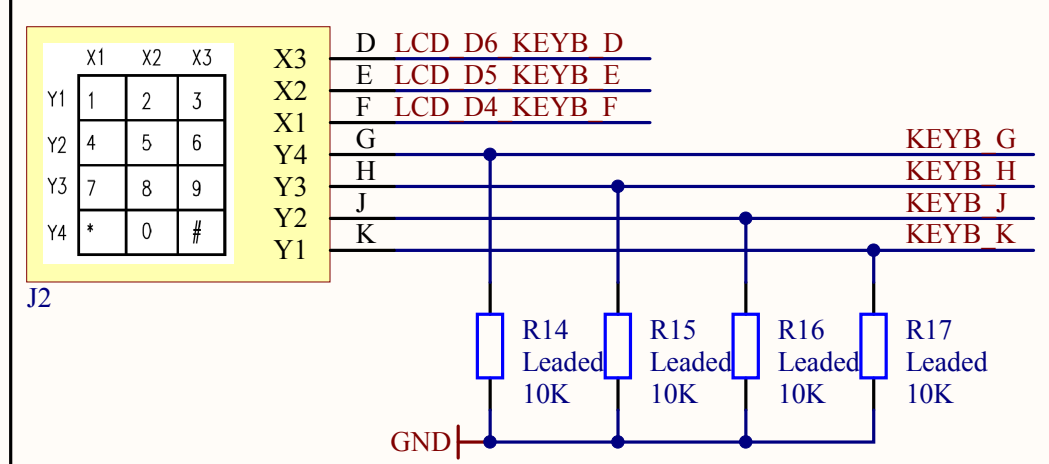 X1 X2 X3
Y1 1 2 3
Y2 4 5 6
Y3 7 8 9
Y4 * 0 #
X3 D LCD_D6_KEYB_D
X2 E LCD_D5_KEYB_E
X1 F LCD_D4_KEYB_F
Y4 G KEYB_G
Y3 H KEYB_H
Y2 J KEYB_J
Y1 K KEYB_K
J2
R14 R15 R16 R17
Leaded Leaded Leaded Leaded
10K 10K 10K 10K
GND